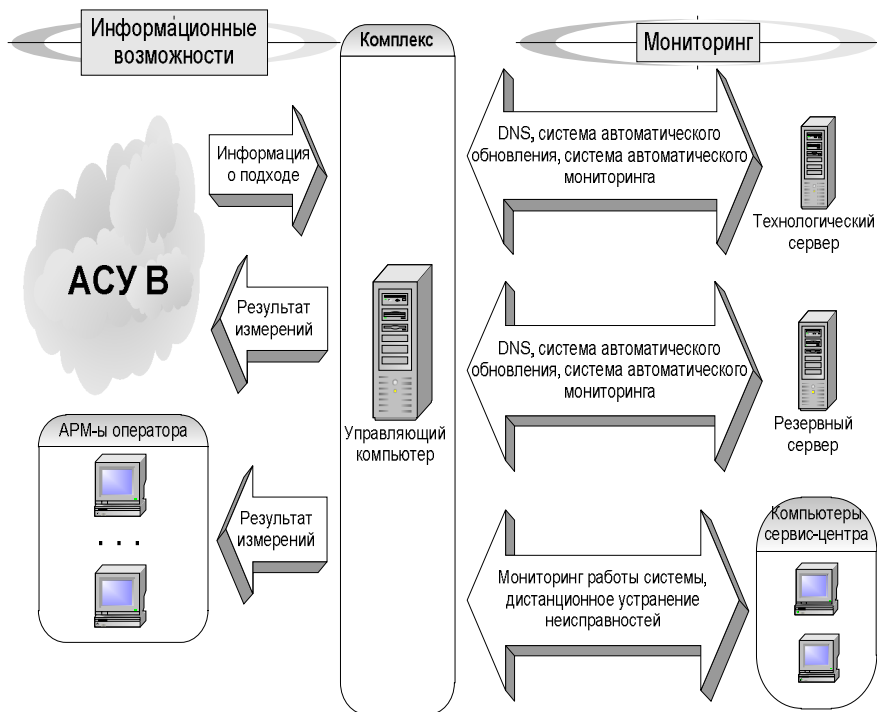 Информационные
возможности
Комплекс
Мониторинг
Информация
о подходе
АСУ В
Результат
измерений
АРМ-ы оператора
. . .
Результат
измерений
Управляющий
компьютер
DNS, система автоматического
обновления, система автоматического
мониторинга
Технологический
сервер
DNS, система автоматического
обновления, система автоматического
мониторинга
Резервный
сервер
Мониторинг работы системы,
дистанционное устранение
неисправностей
Компьютеры
сервис-центра